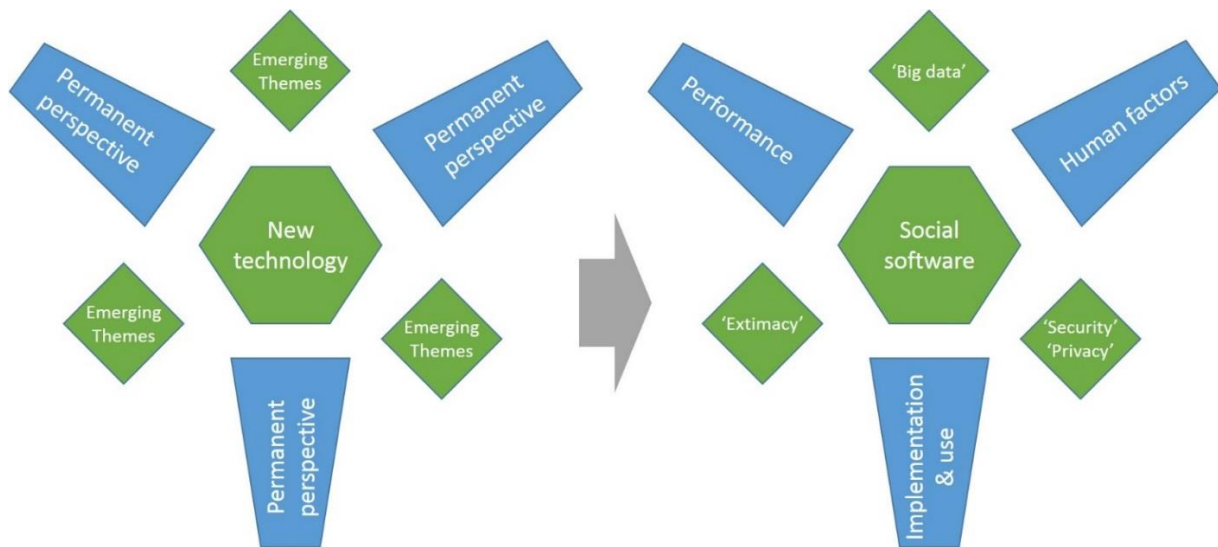 Emerging
Themes
Permanent
perspective
Permanent
perspective
New
technology
Emerging
Themes
Emerging
Themes
Permanent
perspective
‘Big data’
Performance
Human factors
Social
software
‘Extimacy’
‘Security’
‘Privacy’
Implementation
& use